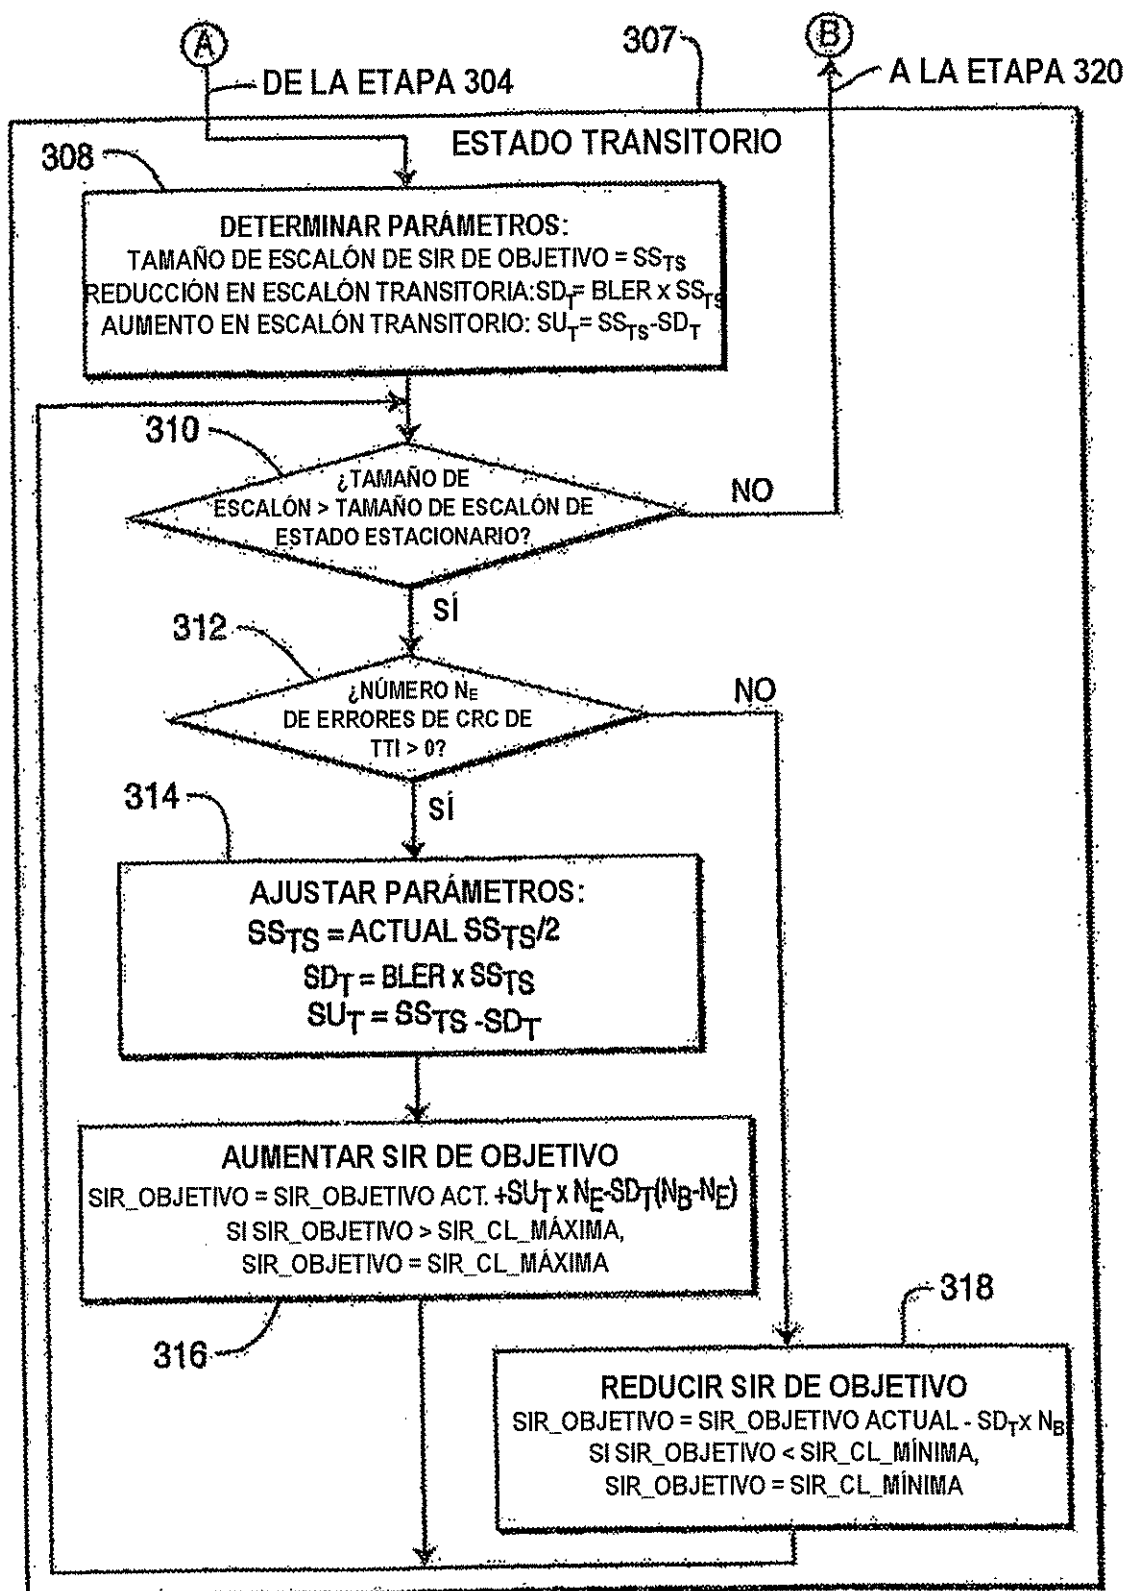 A
307
B
DE LA ETAPA 304
A LA ETAPA 320
ESTADO TRANSITORIO
308
DETERMINAR PARÁMETROS:
TAMAÑO DE ESCALÓN DE SIR DE OBJETIVO = SSTS
REDUCCIÓN EN ESCALÓN TRANSITORIA:SDT= BLER x SSTS
AUMENTO EN ESCALÓN TRANSITORIO: SUT= SSTS-SDT
310
¿TAMAÑO DE
ESCALÓN > TAMAÑO DE ESCALÓN DE
ESTADO ESTACIONARIO?
NO
SÍ
312
¿NÚMERO NE
DE ERRORES DE CRC DE
TTI > 0?
NO
SÍ
314
AJUSTAR PARÁMETROS:
SSTS = ACTUAL SSTS/2
SDT = BLER x SSTS
SUT = SSTS -SDT
AUMENTAR SIR DE OBJETIVO
SIR_OBJETIVO = SIR_OBJETIVO ACT. +SUT x NE-SDT(NB-NE)
SI SIR_OBJETIVO > SIR_CL_MÁXIMA,
SIR_OBJETIVO = SIR_CL_MÁXIMA
316
318
REDUCIR SIR DE OBJETIVO
SIR_OBJETIVO = SIR_OBJETIVO ACTUAL - SDTx NB
SI SIR_OBJETIVO < SIR_CL_MÍNIMA,
SIR_OBJETIVO = SIR_CL_MÍNIMA